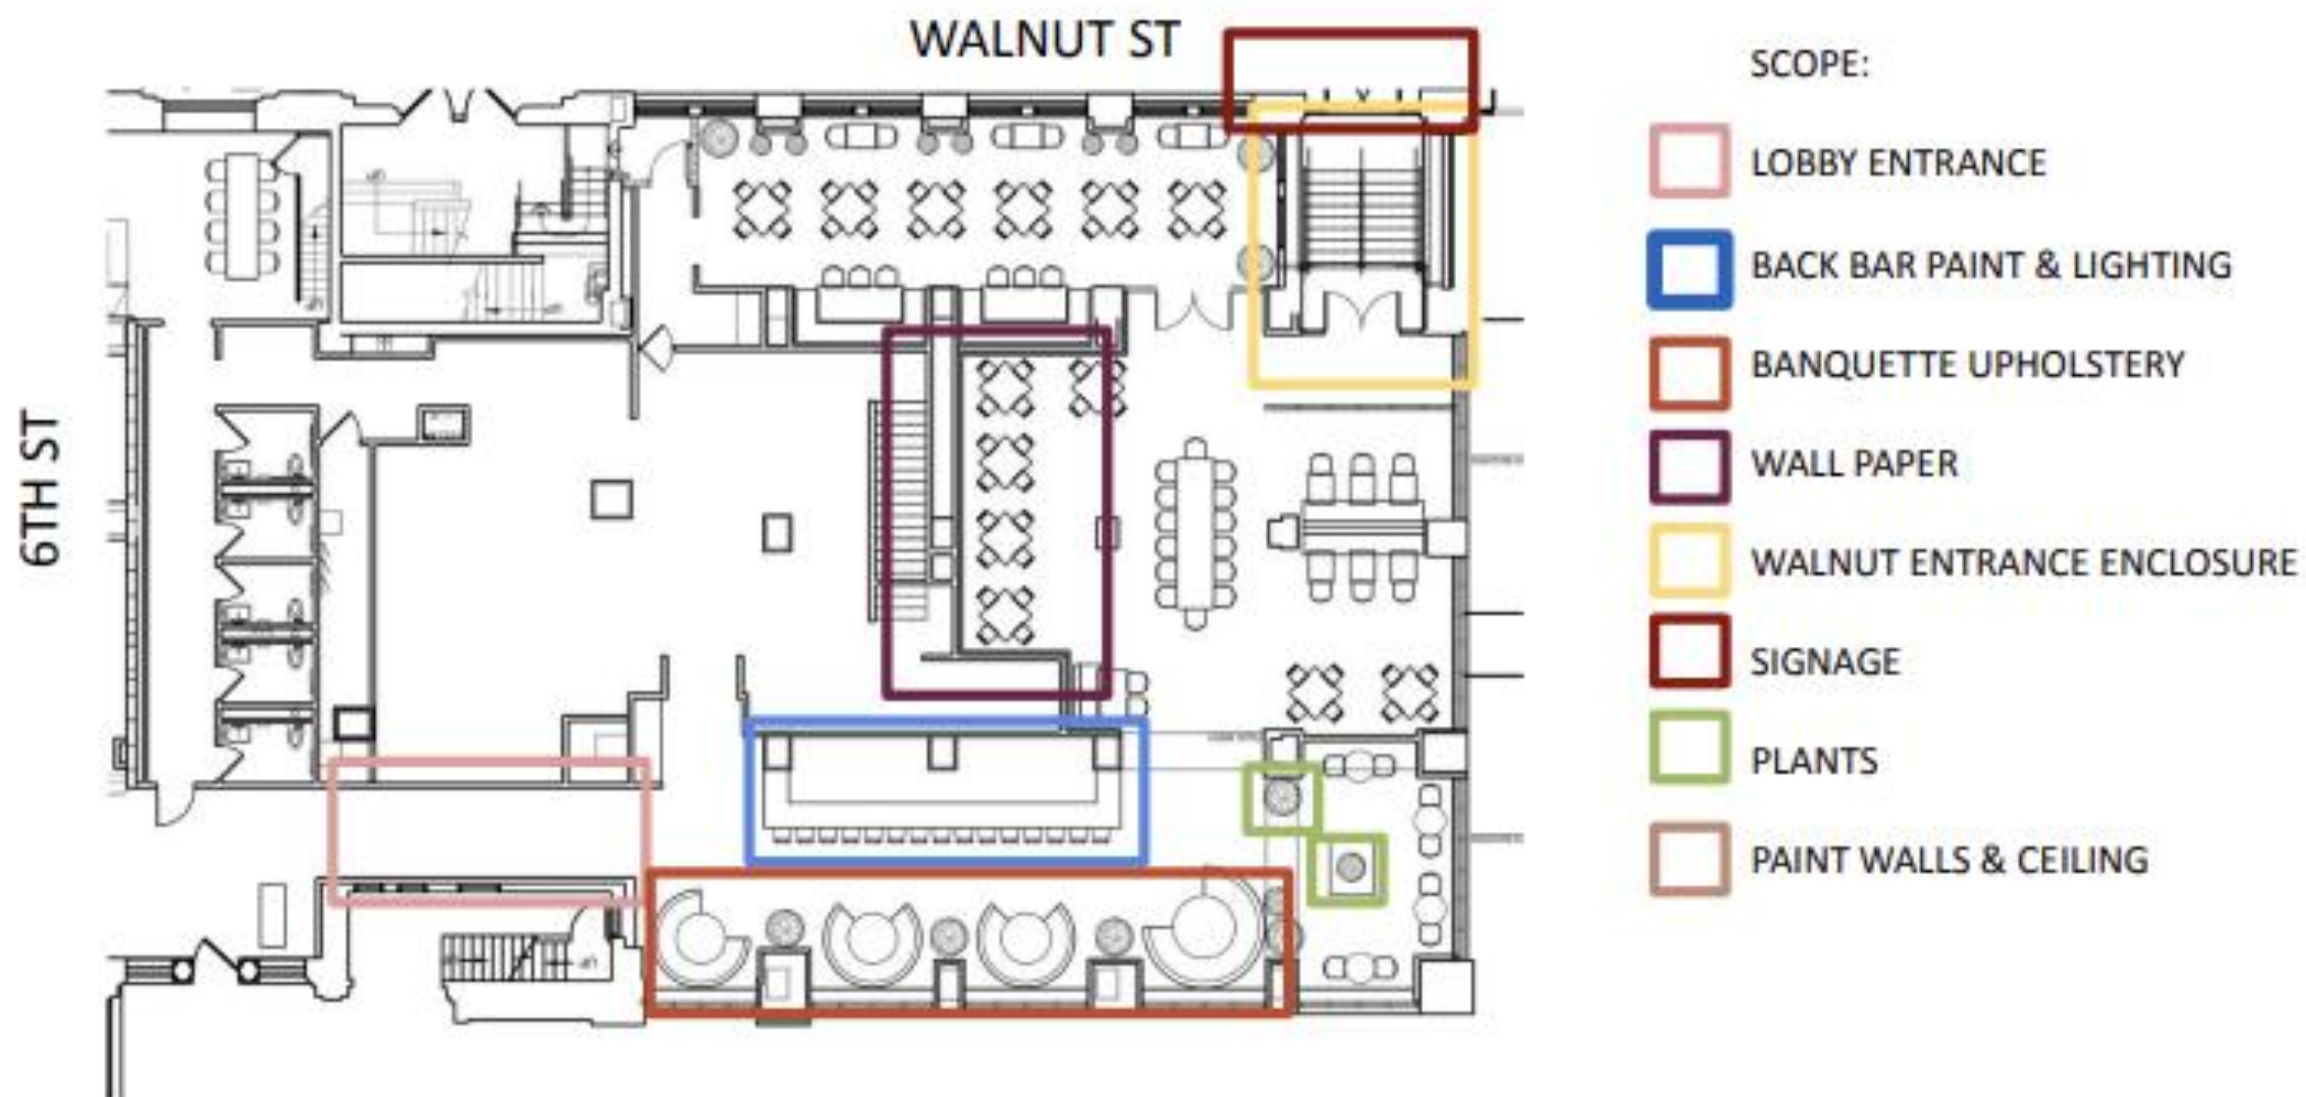 WALNUT ST
6TH ST
SCOPE:
LOBBY ENTRANCE
BACK BAR PAINT & LIGHTING
BANQUETTE UPHOLSTERY
WALL PAPER
WALNUT ENTRANCE ENCLOSURE
SIGNAGE
PLANTS
PAINT WALLS & CEILING